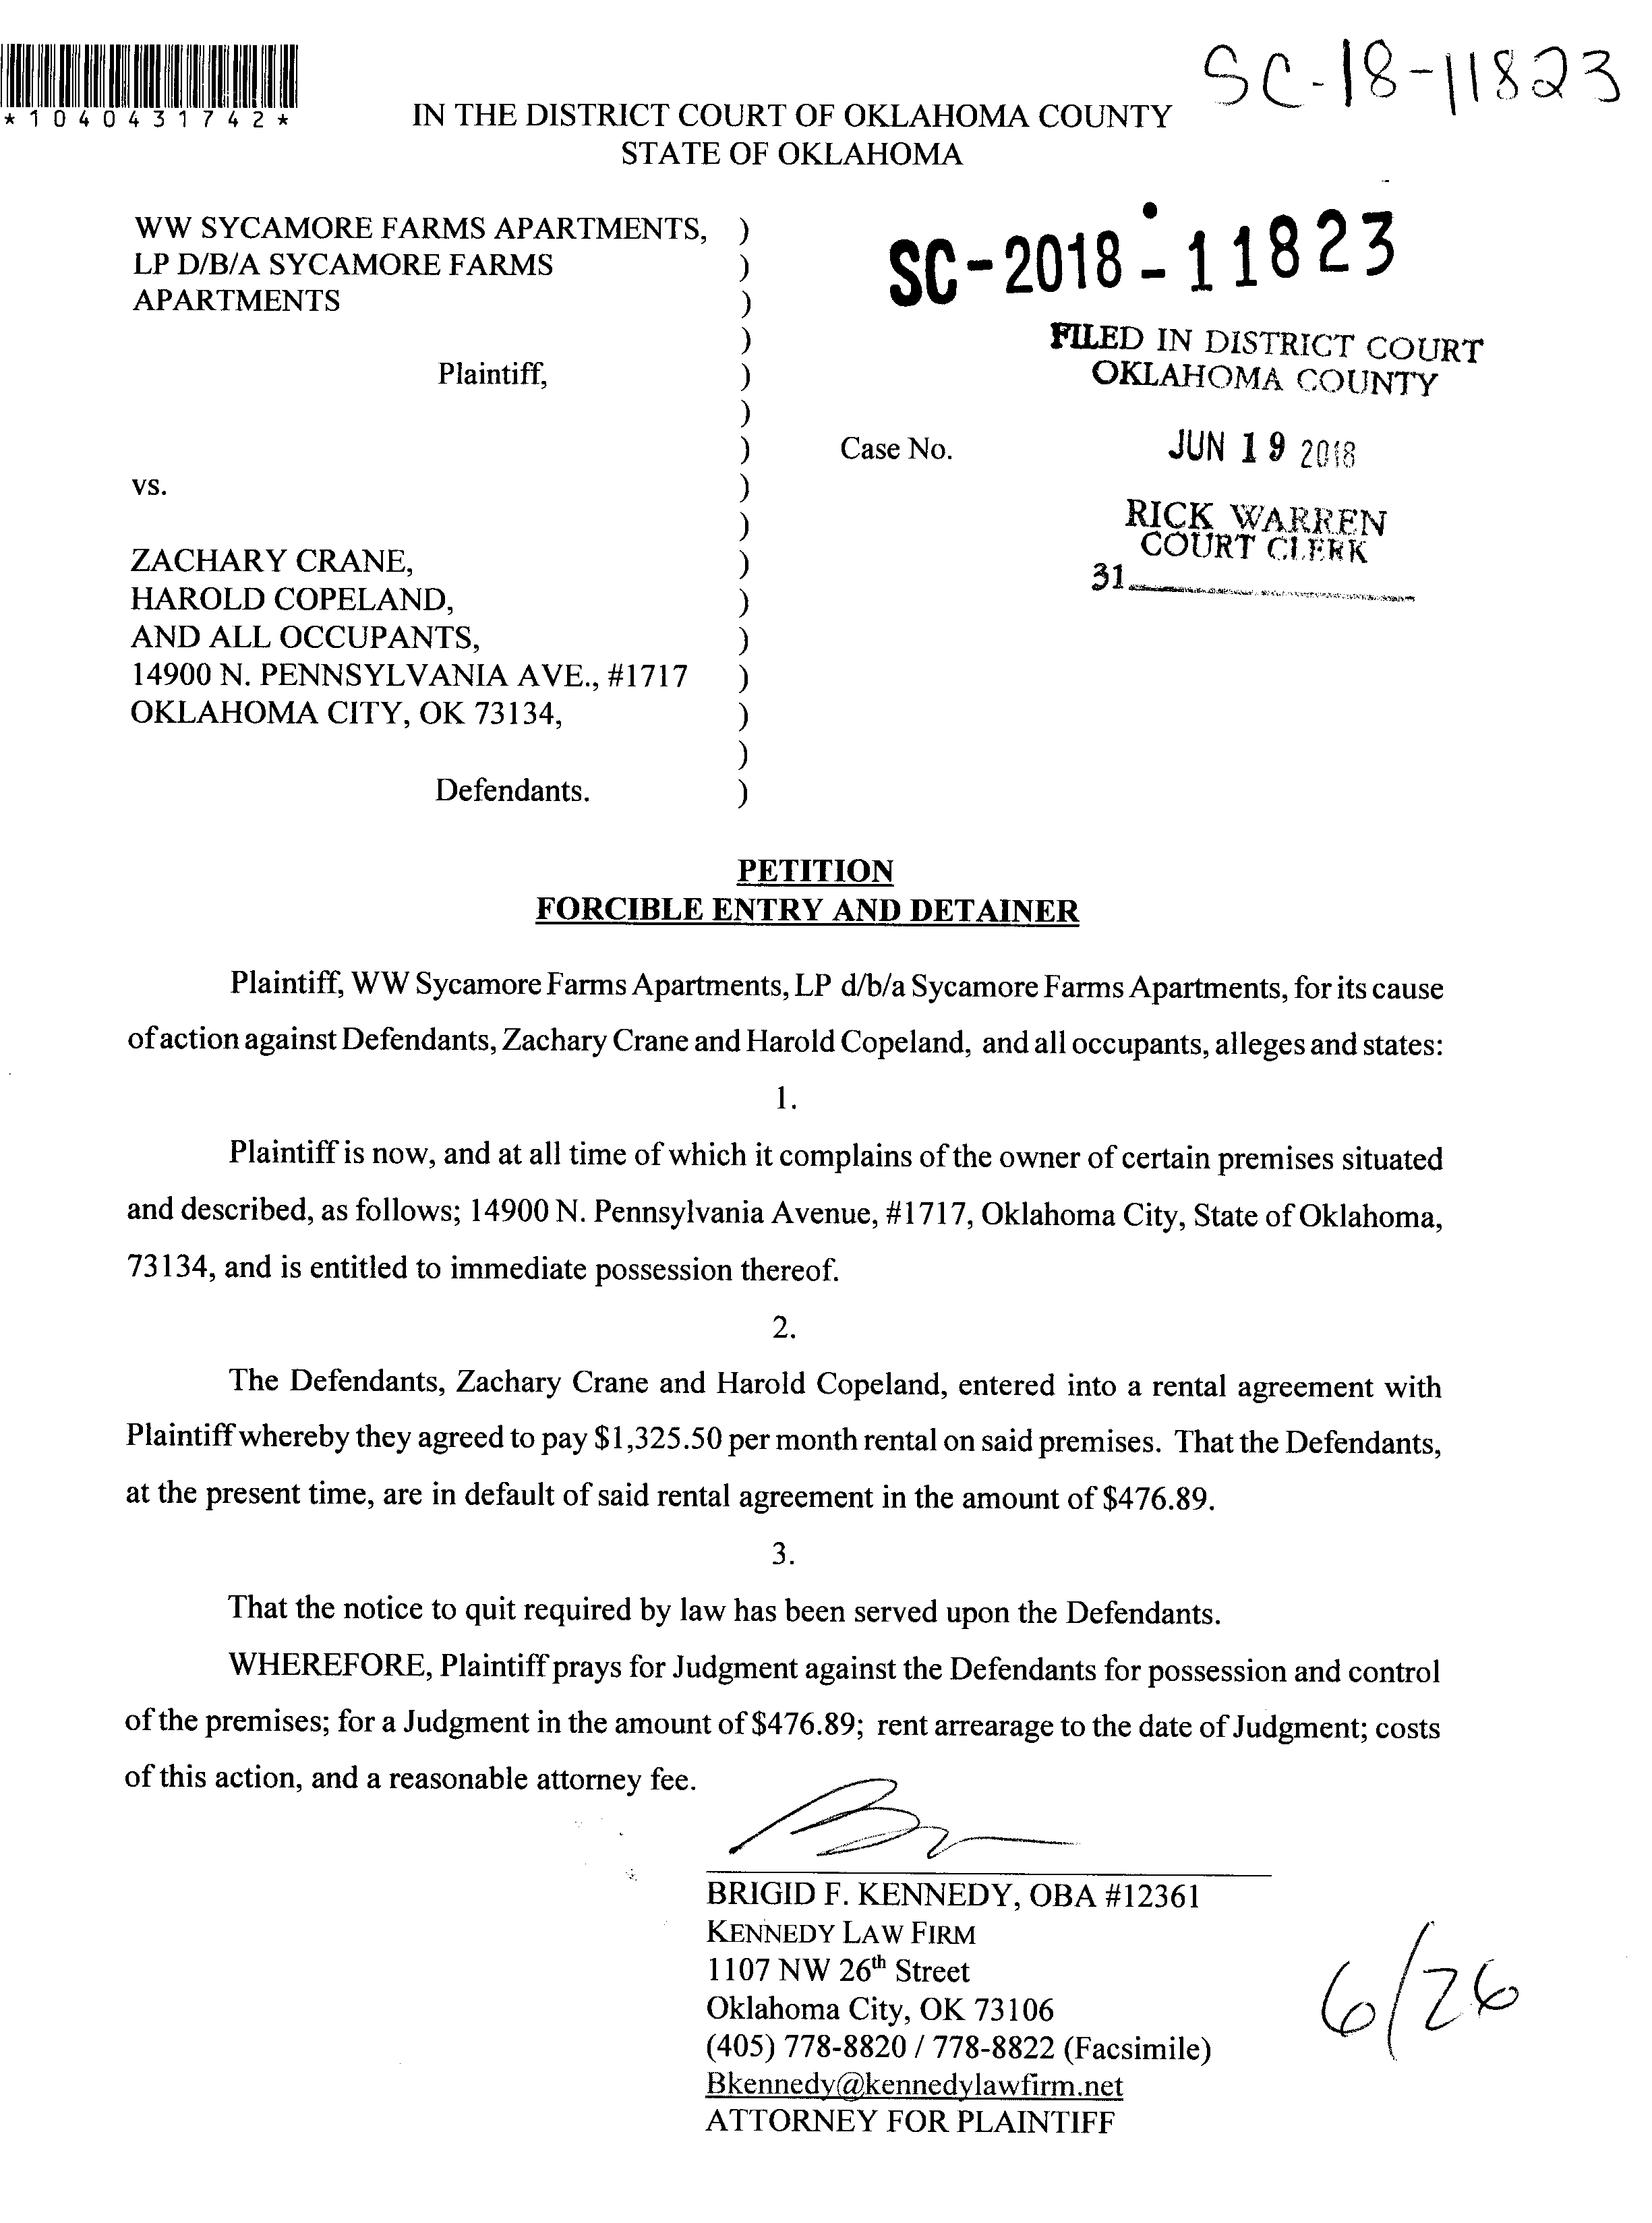 SC-18-11823
*1040431742*
IN THE DISTRICT COURT OF OKLAHOMA COUNTY
STATE OF OKLAHOMA
WW SYCAMORE FARMS APARTMENTS, )
LP D/B/A SYCAMORE FARMS )
APARTMENTS )
)
Plaintiff, )
)
)
vs. )
)
ZACHARY CRANE, )
HAROLD COPELAND, )
AND ALL OCCUPANTS, )
14900 N. PENNSYLVANIA AVE., #1717 )
OKLAHOMA CITY, OK 73134, )
)
Defendants. )
SC-2018-11823
FILED IN DISTRICT COURT
OKLAHOMA COUNTY
Case No.
JUN 19 2018
RICK WARREN
COURT CLERK
31
PETITION
FORCIBLE ENTRY AND DETAINER
Plaintiff, WW Sycamore Farms Apartments, LP d/b/a Sycamore Farms Apartments, for its cause
of action against Defendants, Zachary Crane and Harold Copeland, and all occupants, alleges and states:
1.
Plaintiff is now, and at all time of which it complains of the owner of certain premises situated
and described, as follows; 14900 N. Pennsylvania Avenue, #1717, Oklahoma City, State of Oklahoma,
73134, and is entitled to immediate possession thereof.
2.
The Defendants, Zachary Crane and Harold Copeland, entered into a rental agreement with
Plaintiff whereby they agreed to pay $1,325.50 per month rental on said premises. That the Defendants,
at the present time, are in default of said rental agreement in the amount of $476.89.
3.
That the notice to quit required by law has been served upon the Defendants.
WHEREFORE, Plaintiff prays for Judgment against the Defendants for possession and control
of the premises; for a Judgment in the amount of $476.89; rent arrearage to the date of Judgment; costs
of this action, and a reasonable attorney fee.
BRIGID F. KENNEDY, OBA #12361
KENNEDY LAW FIRM
1107 NW 26th Street
Oklahoma City, OK 73106
(405) 778-8820 / 778-8822 (Facsimile)
Bkennedy@kennedylawfirm.net
ATTORNEY FOR PLAINTIFF
6/26